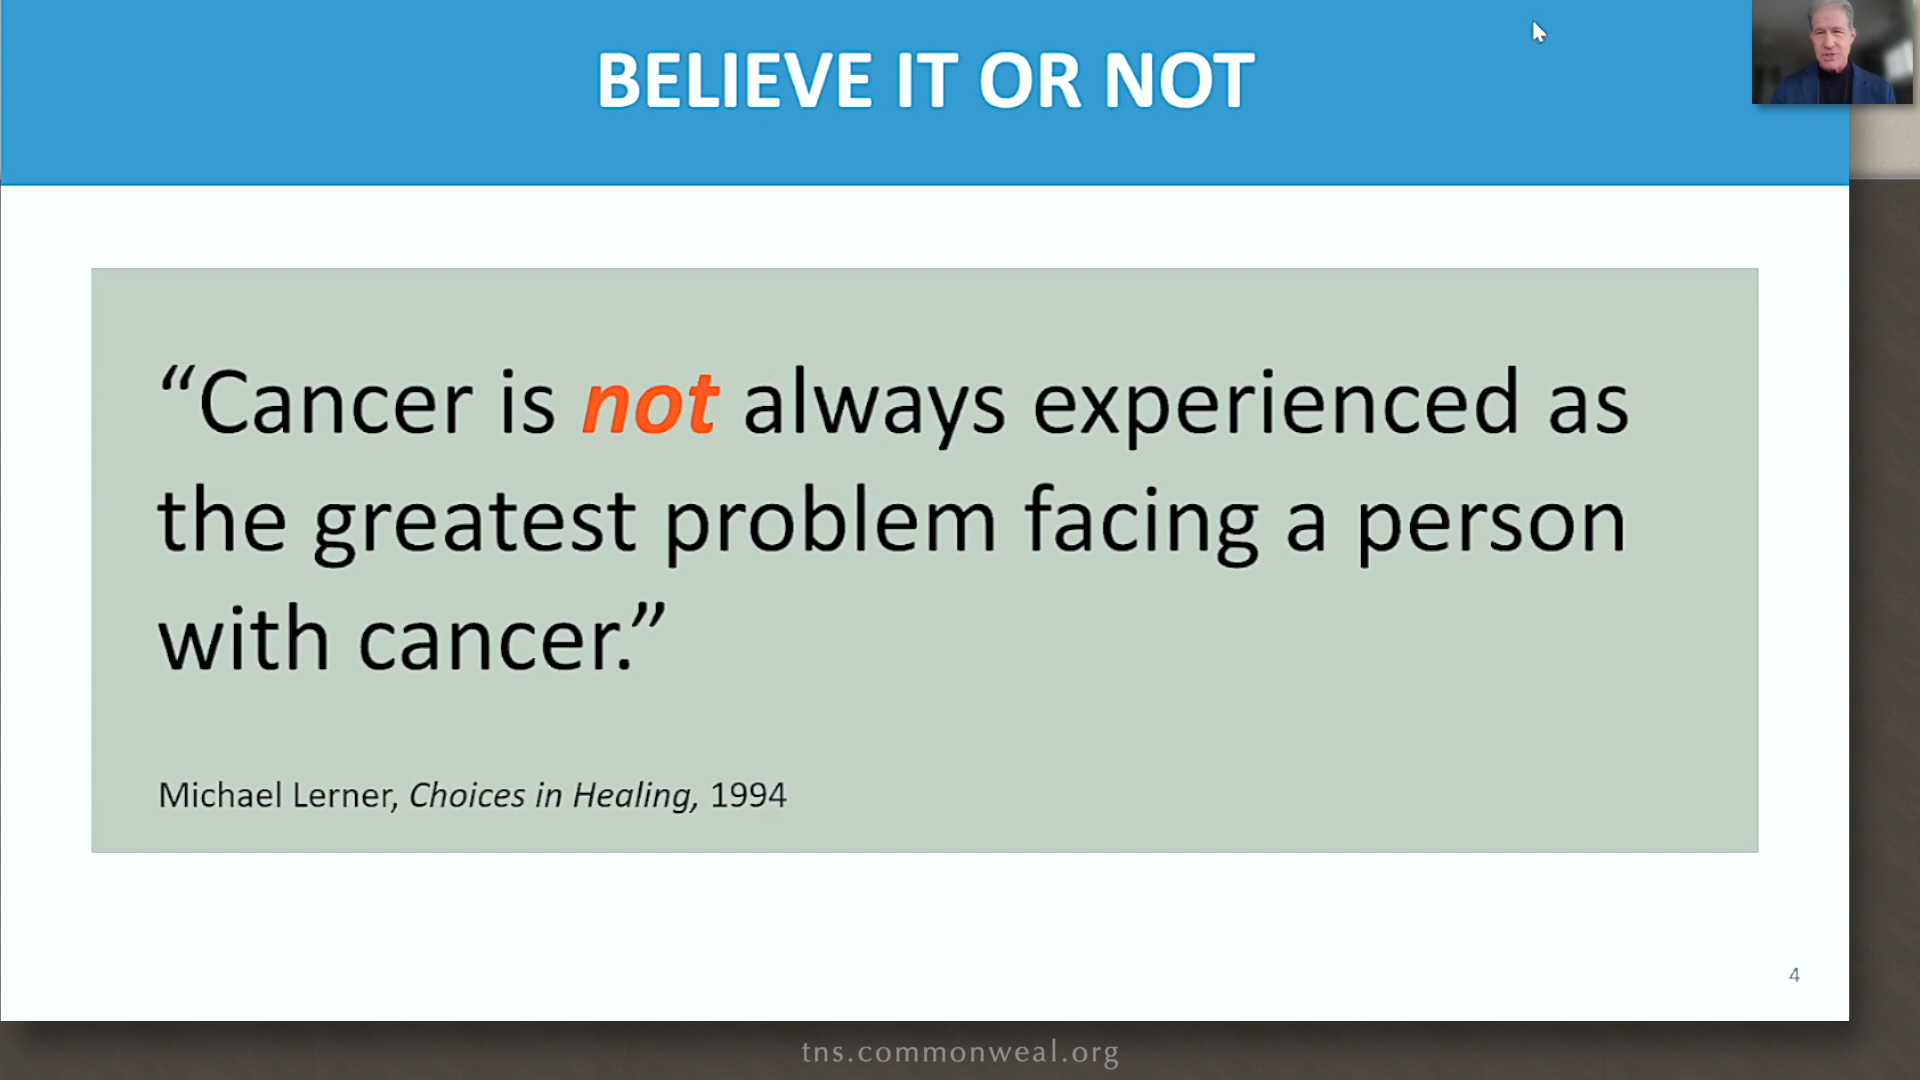 BELIEVE IT OR NOT
“Cancer is not always experienced as
the greatest problem facing a person
with cancer.”
Michael Lerner, Choices in Healing, 1994
4
tns.commonweal.org